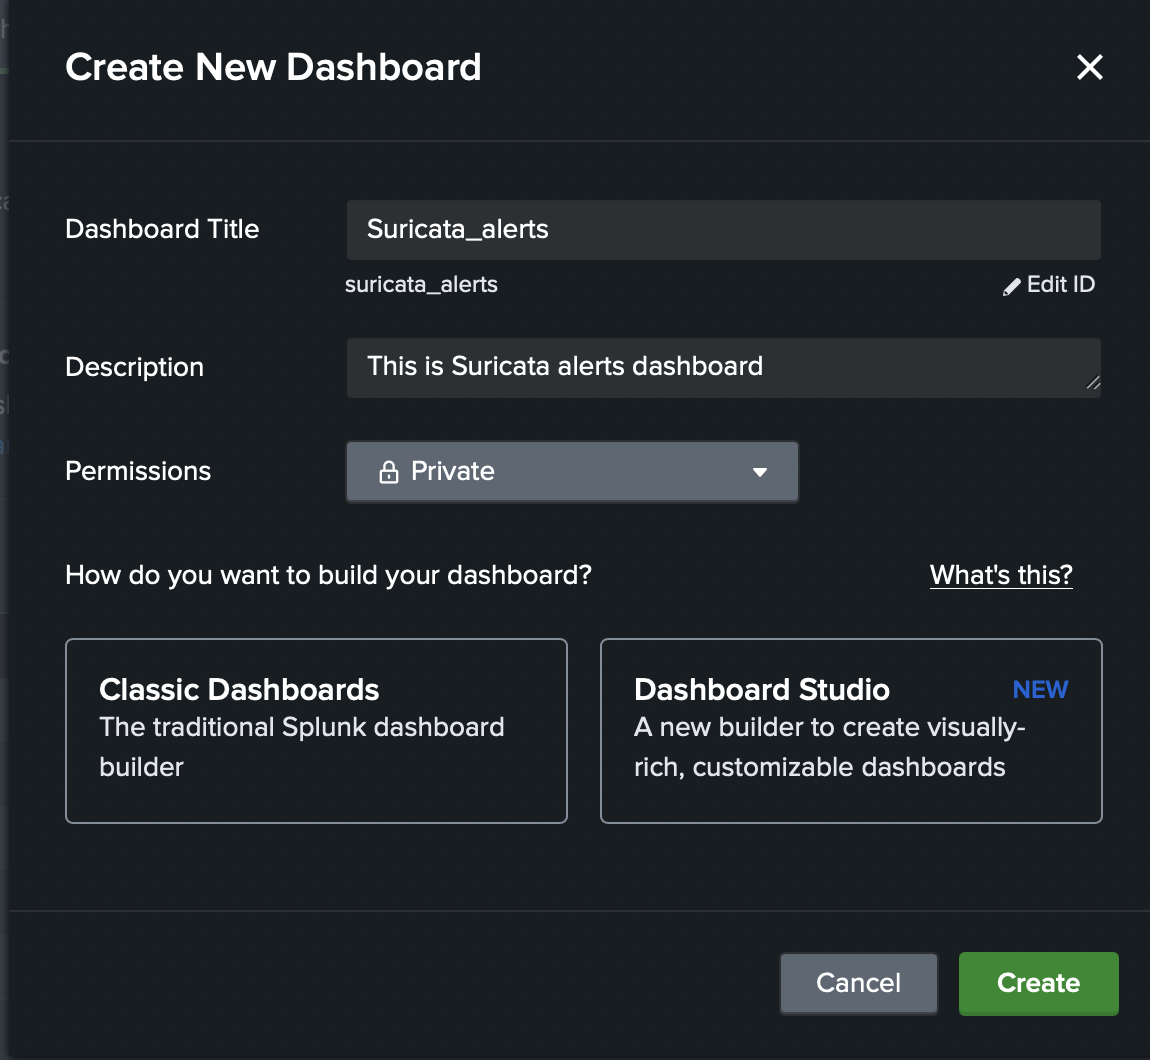 Create New Dashboard
Dashboard Title
Suricata_alerts
suricata_alerts
Edit ID
Description
This is Suricata alerts dashboard
Permissions
Private
How do you want to build your dashboard?
What's this?
Classic Dashboards
The traditional Splunk dashboard
builder
Dashboard Studio
NEW
A new builder to create visually-
rich, customizable dashboards
Cancel
Create